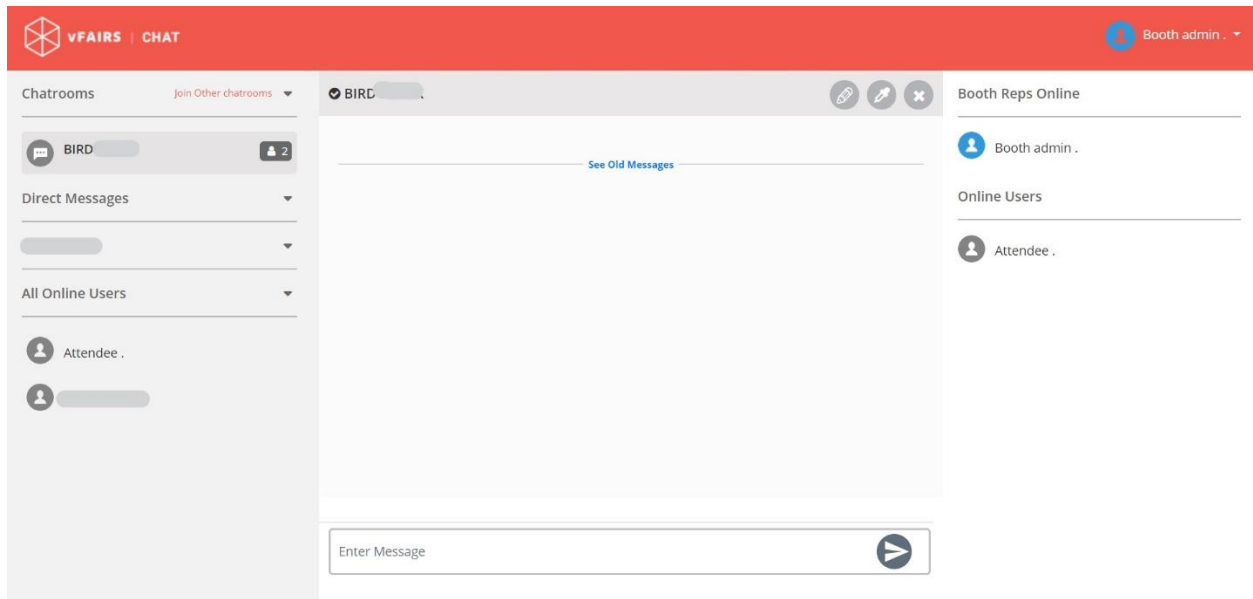 vFAIRS | CHAT
Booth admin .
Chatrooms
Join Other chatrooms
BIRD
2
Direct Messages
All Online Users
Attendee .
BIRD .
See Old Messages
Enter Message
Booth Reps Online
Booth admin .
Online Users
Attendee .